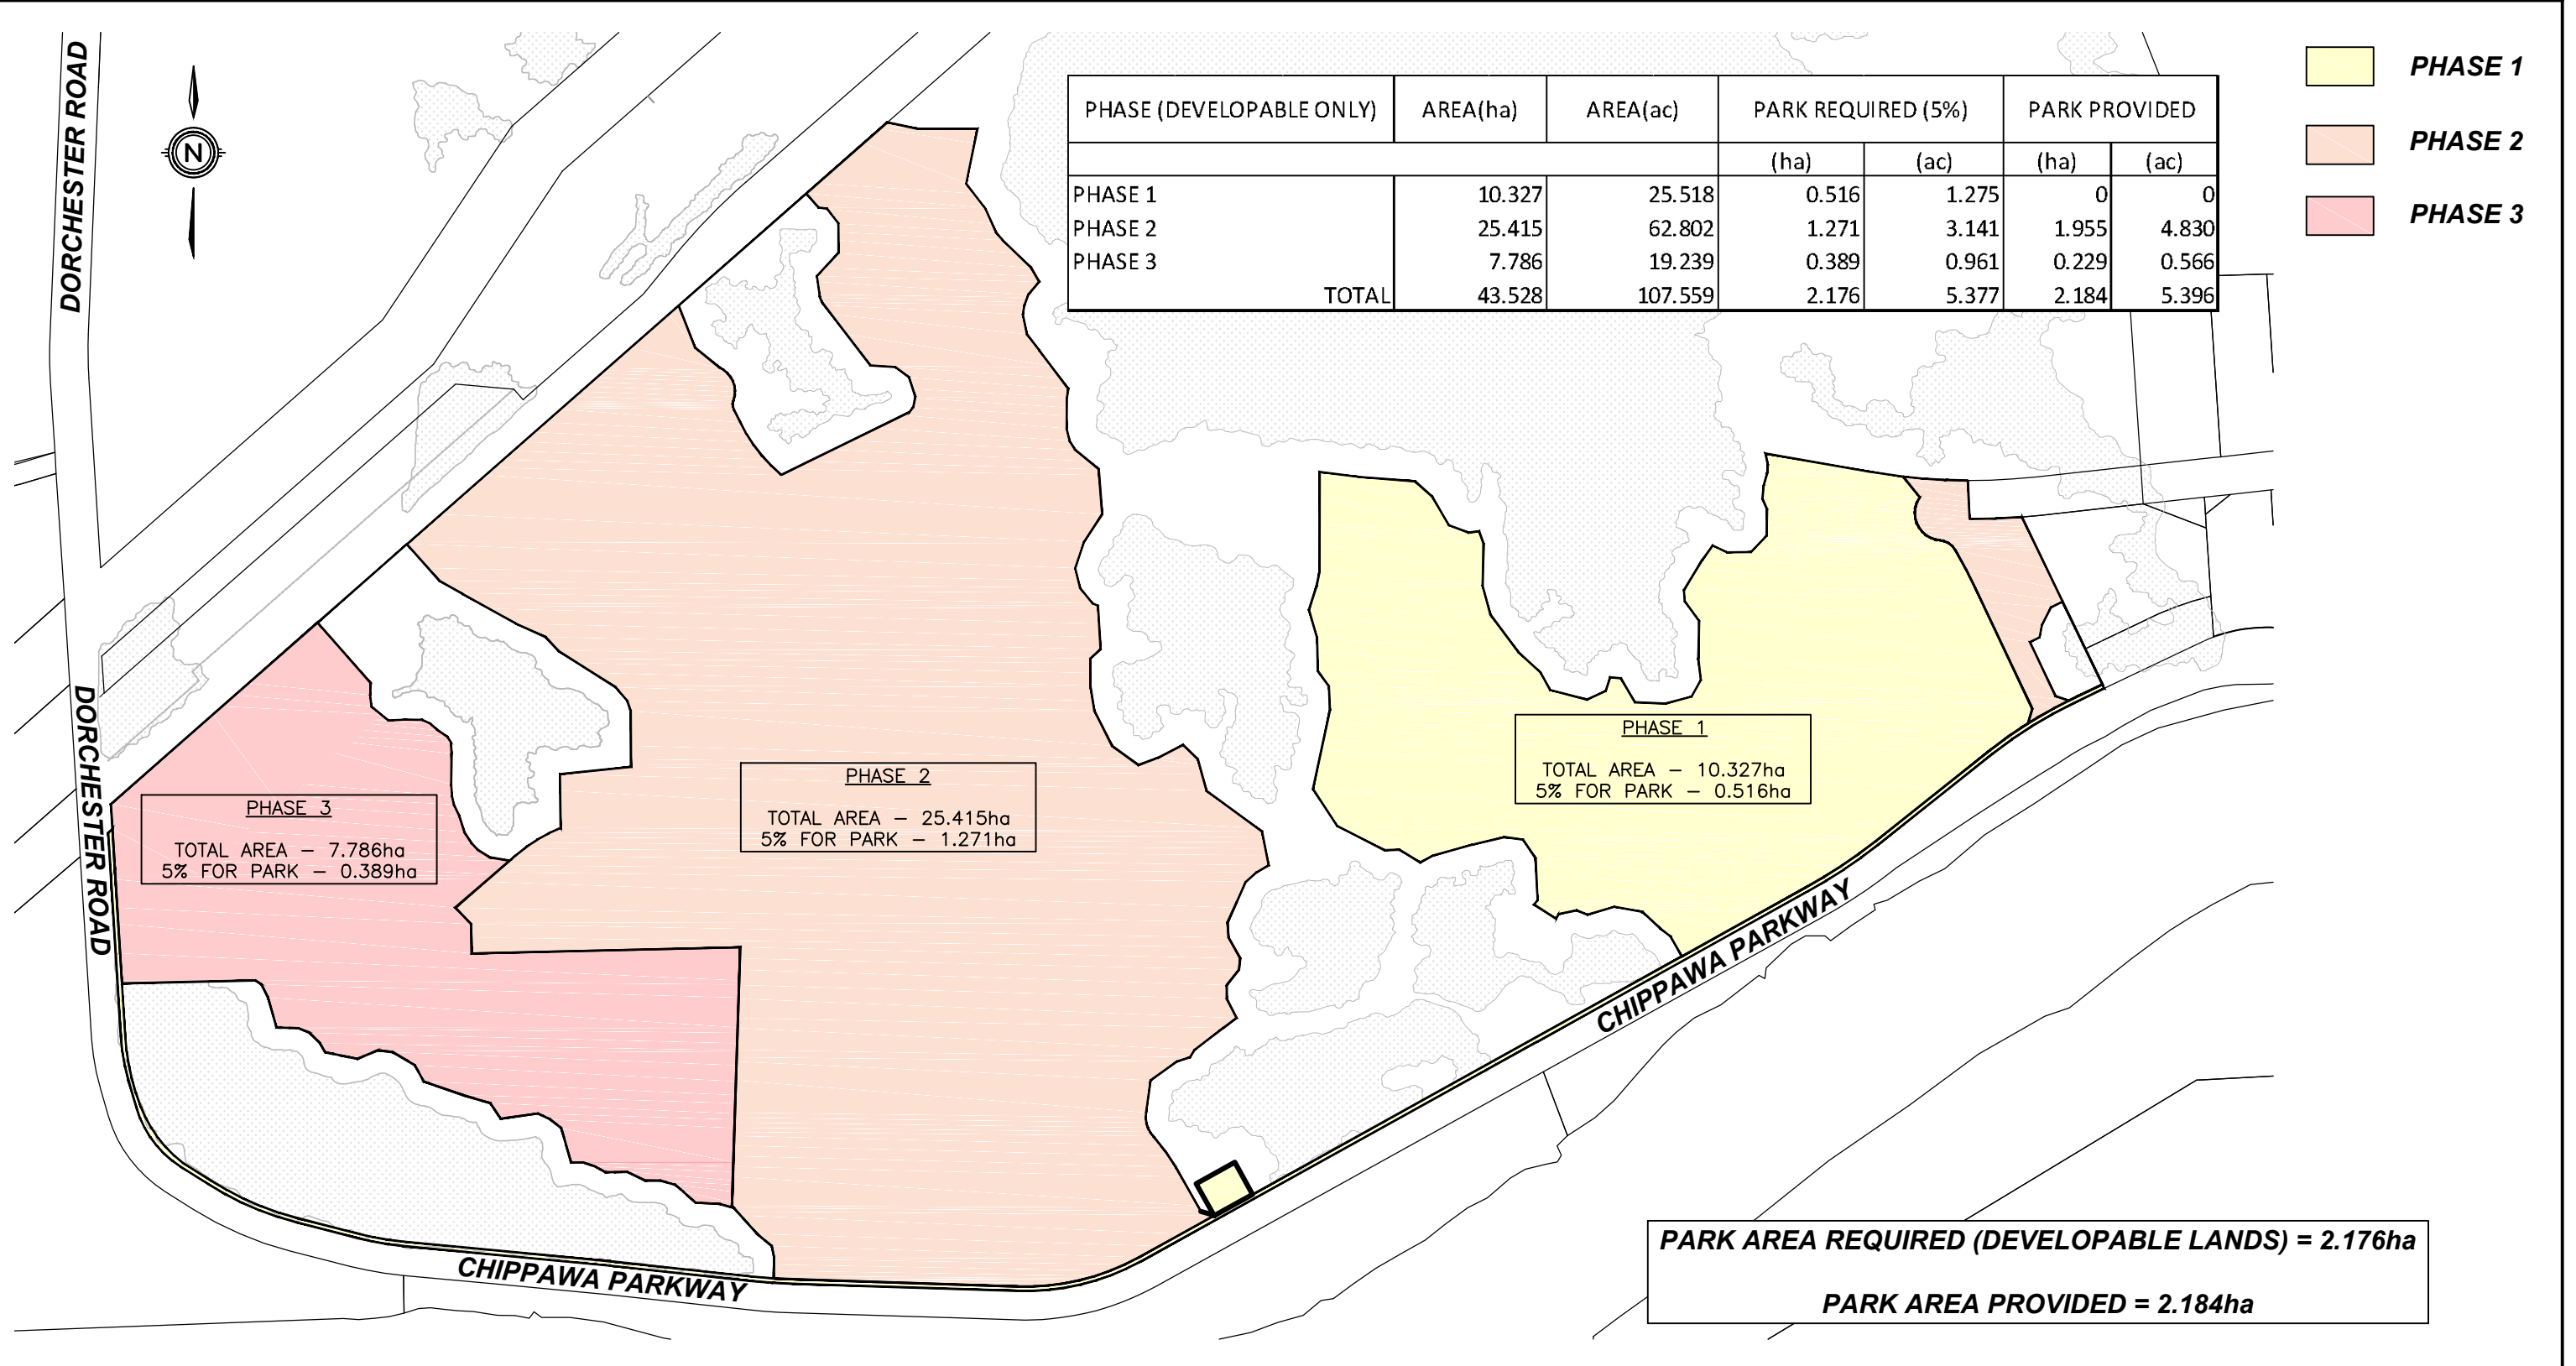 DORCHESTER ROAD
N
PHASE (DEVELOPABLE ONLY) AREA(ha) AREA(ac) PARK REQUIRED (5%) PARK PROVIDED
(ha) (ac) (ha) (ac)
PHASE 1 10.327 25.518 0.516 1.275 0 0
PHASE 2 25.415 62.802 1.271 3.141 1.955 4.830
PHASE 3 7.786 19.239 0.389 0.961 0.229 0.566
TOTAL 43.528 107.559 2.176 5.377 2.184 5.396
PHASE 1
PHASE 2
PHASE 3
DORCHESTER ROAD
PHASE 3
TOTAL AREA – 7.786ha
5% FOR PARK – 0.389ha
PHASE 2
TOTAL AREA – 25.415ha
5% FOR PARK – 1.271ha
PHASE 1
TOTAL AREA – 10.327ha
5% FOR PARK – 0.516ha
CHIPPAWA PARKWAY
CHIPPAWA PARKWAY
PARK AREA REQUIRED (DEVELOPABLE LANDS) = 2.176ha
PARK AREA PROVIDED = 2.184ha